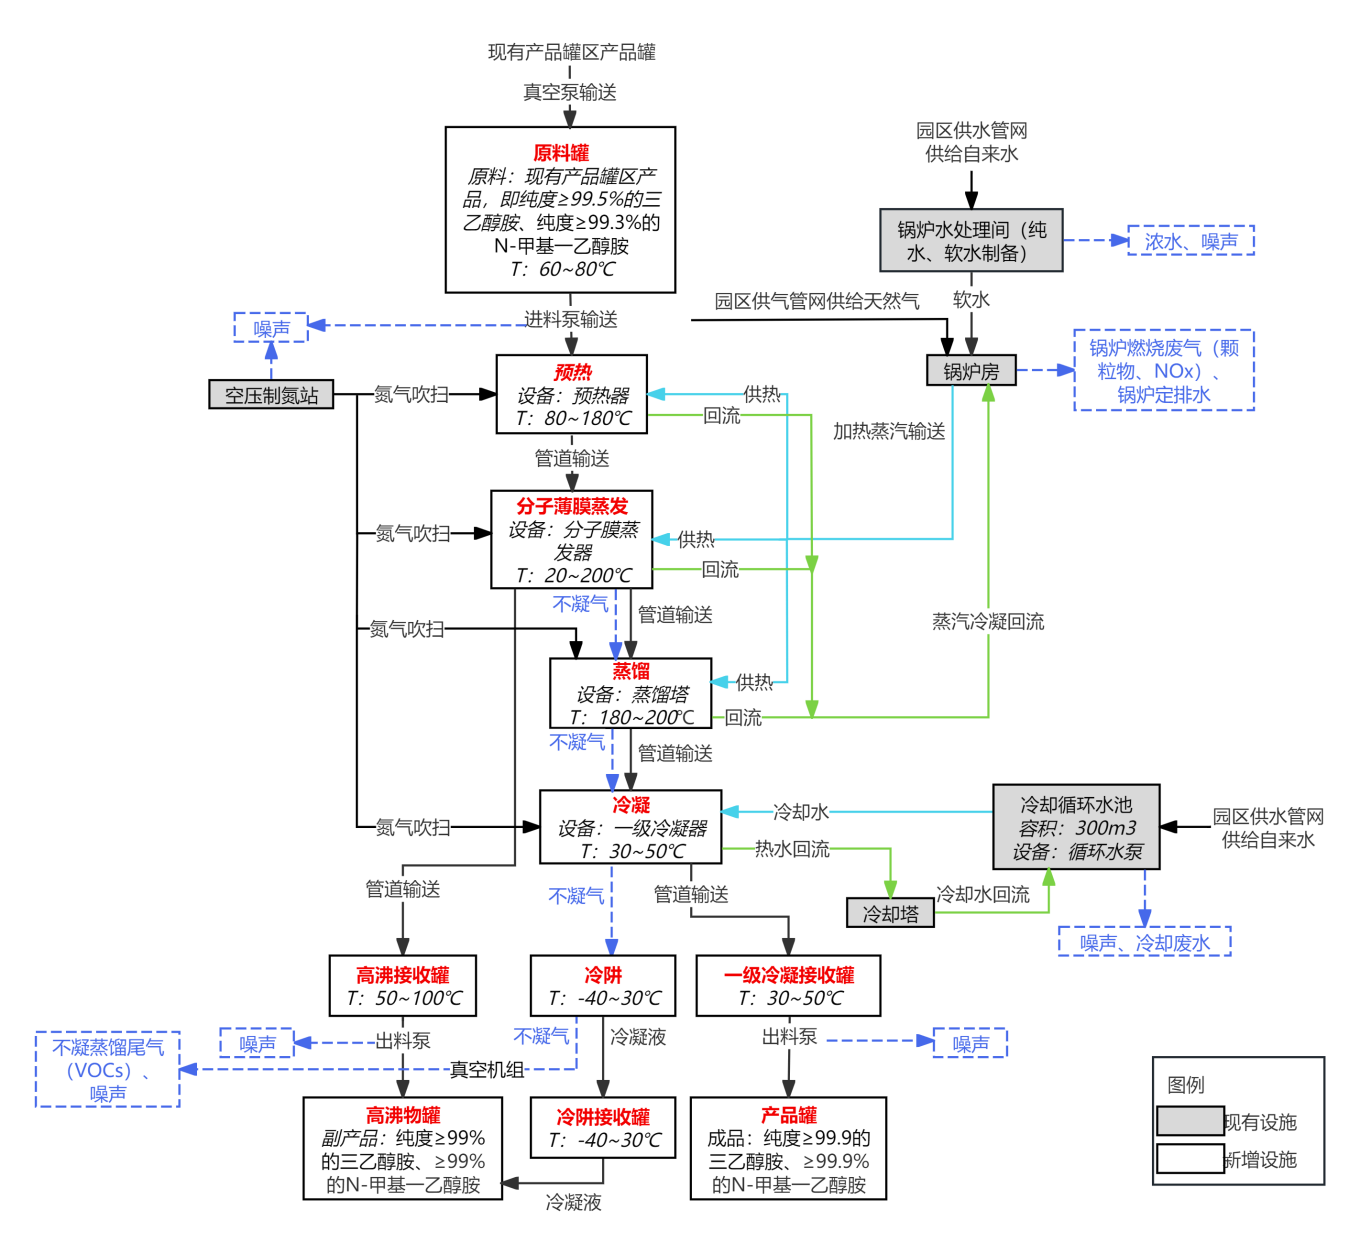 现有产品罐区产品罐
真空泵输送
原料罐
原料：现有产品罐区产
品，即纯度≥99.5%的三
乙醇胺、纯度≥99.3%的
N-甲基一乙醇胺
T：60~80℃
园区供水管网
供给自来水
锅炉水处理间（纯
水、软水制备）
浓水、噪声
软水
园区供气管网供给天然气
进料泵输送
噪声
锅炉房
锅炉燃烧废气（颗
粒物、NOx）、
锅炉定排水
空压制氮站
氮气吹扫
预热
设备：预热器
T：80~180℃
供热
回流
加热蒸汽输送
管道输送
分子薄膜蒸发
设备：分子膜蒸
发器
T：20~200℃
氮气吹扫
供热
回流
不凝气
管道输送
氮气吹扫
蒸汽冷凝回流
蒸馏
设备：蒸馏塔
T：180~200℃
供热
回流
不凝气
管道输送
冷凝
设备：一级冷凝器
T：30~50℃
氮气吹扫
冷却水
热水回流
冷却循环水池
容积：300m3
设备：循环水泵
园区供水管网
供给自来水
冷却塔
冷却水回流
噪声、冷却废水
管道输送
不凝气
管道输送
高沸接收罐
T：50~100℃
冷阱
T：-40~30℃
一级冷凝接收罐
T：30~50℃
不凝蒸馏尾气
（VOCs）、
噪声
噪声
出料泵
不凝气
冷凝液
真空机组
出料泵
噪声
高沸物罐
副产品：纯度≥99%
的三乙醇胺、≥99%
的N-甲基一乙醇胺
冷阱接收罐
T：-40~30℃
冷凝液
产品罐
成品：纯度≥99.9的
三乙醇胺、≥99.9%
的N-甲基一乙醇胺
图例
现有设施
新增设施